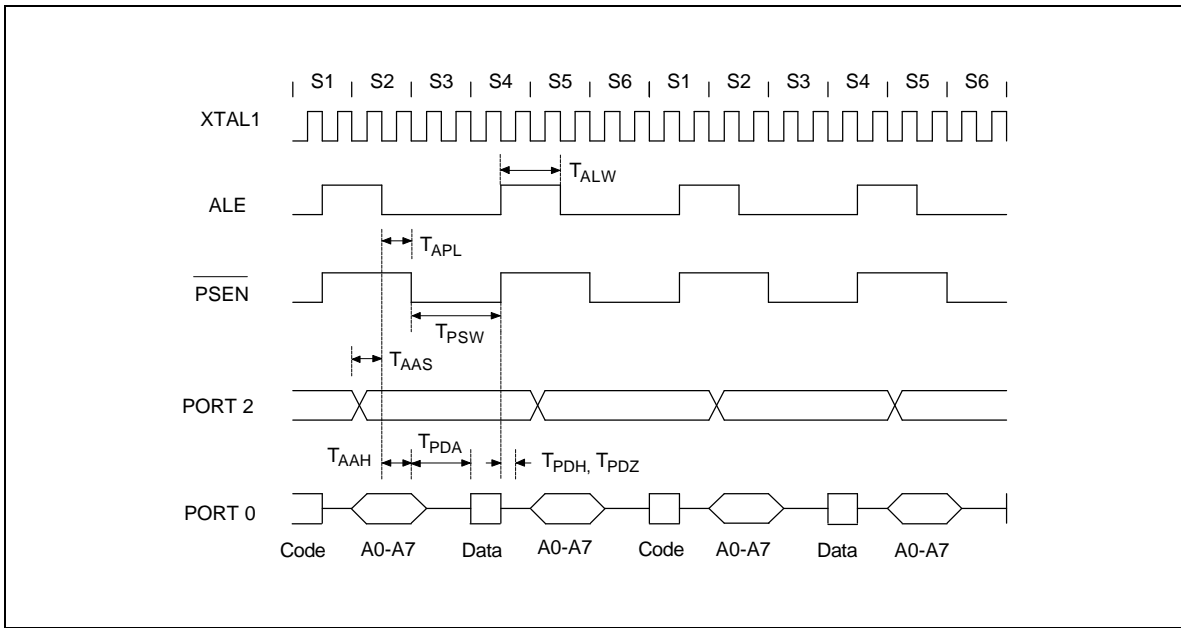 S1 S2 S3 S4 S5 S6 S1 S2 S3 S4 S5 S6
XTAL1
TALW
ALE
TAPL
PSEN
TPSW
TAAS
PORT 2
TAAH TPDA TPDH, TPDZ
PORT 0
Code A0-A7 Data A0-A7 Code A0-A7 Data A0-A7